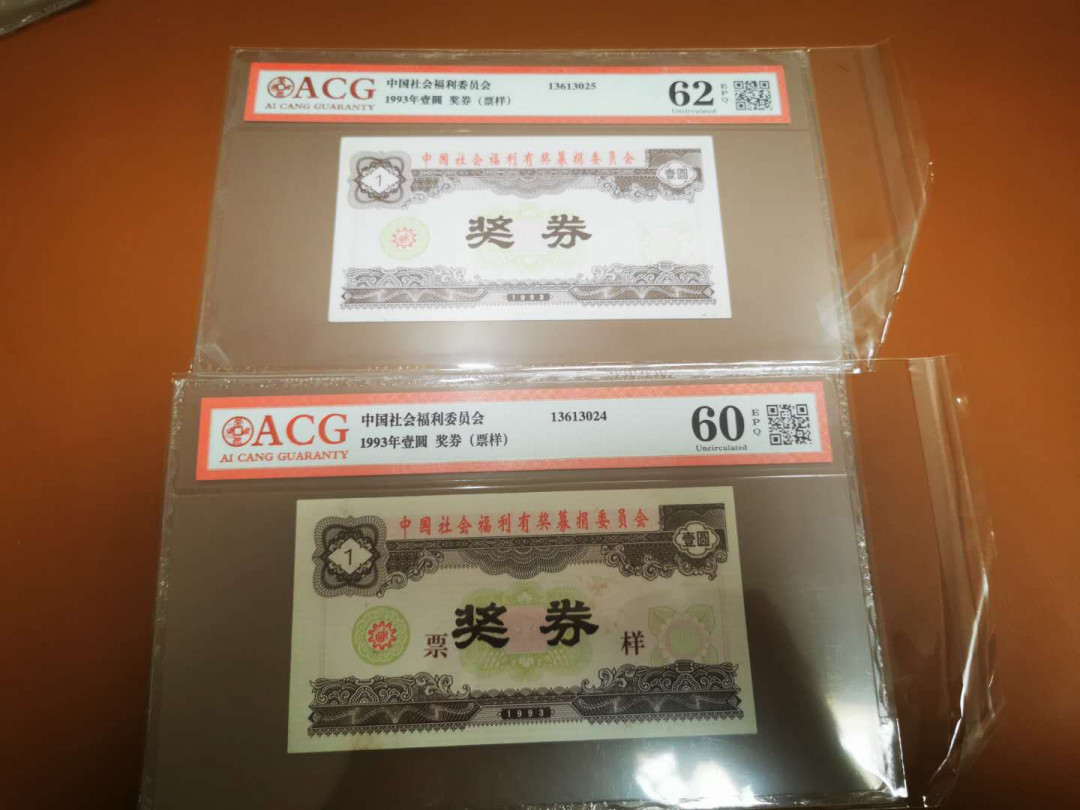 ACG
AI CANG GUARANTY
中国社会福利委员会
1993年壹圆 奖券（票样）
13613025
62
EPQ
Uncirculated
中国社会福利有奖募捐委员会
1
壹圆
奖券
1993
ACG
AI CANG GUARANTY
中国社会福利委员会
1993年壹圆 奖券（票样）
13613024
60
EPQ
Uncirculated
中国社会福利有奖募捐委员会
1
壹圆
奖券
票样
1993